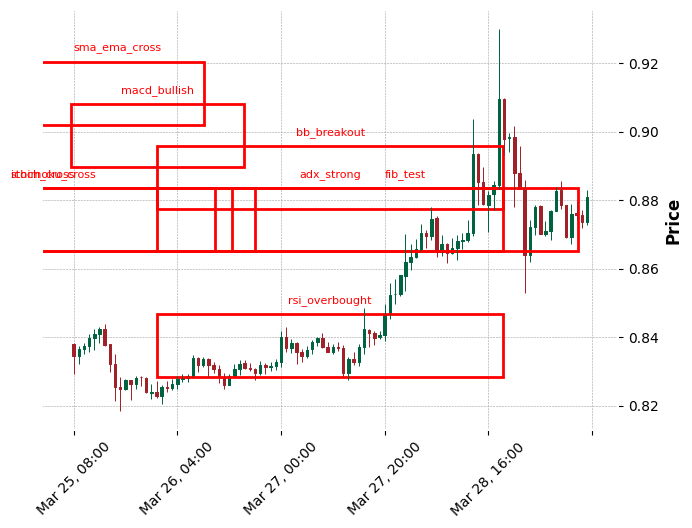 sma_ema_cross
0.92
macd_bullish
0.90
bb_breakout
adx_strong
fib_test
0.88
Price
0.86
rsi_overbought
0.84
0.82
Mar 25, 08:00
Mar 26, 04:00
Mar 27, 00:00
Mar 27, 20:00
Mar 28, 16:00